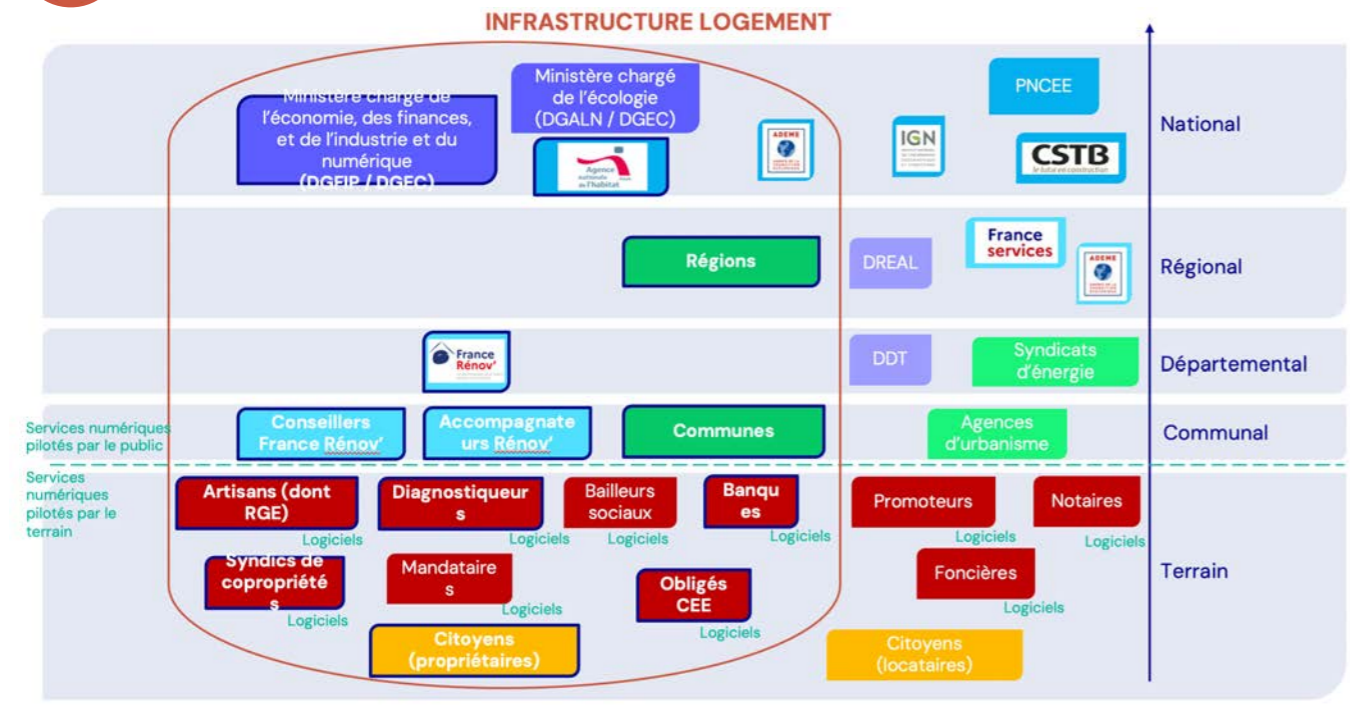 INFRASTRUCTURE LOGEMENT
Ministère chargé de
l'économie, des finances,
et de l'industrie et du
numérique
(DGFIP / DGEC)
Ministère chargé
de l'écologie
(DGALN / DGEC)
Agence
nationale
de l'habitat
ADEME
IGN
PNCEE
CSTB
le futur en construction
National
Régions
DREAL
France
services
ADEME
Régional
France
Rénov'
DDT
Syndicats
d'énergie
Départemental
Services numériques
pilotés par le public
Conseillers
France Rénov'
Accompagnate
urs Rénov'
Communes
Agences
d'urbanisme
Communal
Services
numériques
pilotés par le
terrain
Artisans (dont
RGE)
Logiciels
Diagnostiqueur
s
Logiciels
Bailleurs
sociaux
Logiciels
Banqu
es
Logiciels
Promoteurs
Logiciels
Notaires
Logiciels
Syndics de
copropriété
s
Logiciels
Mandataire
s
Logiciels
Obligés
CEE
Logiciels
Foncières
Logiciels
Terrain
Citoyens
(propriétaires)
Citoyens
(locataires)